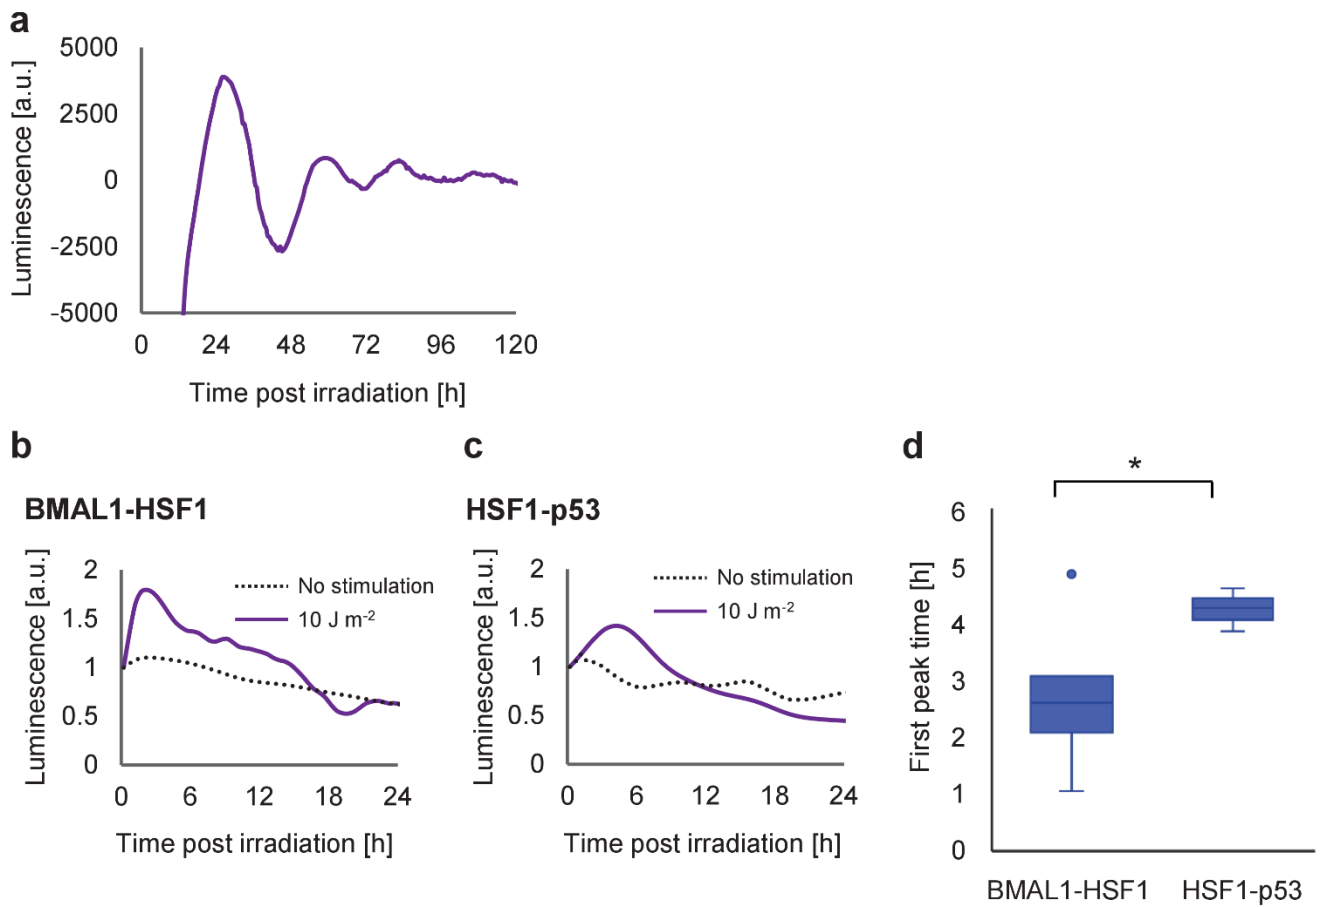 a
Luminescence [a.u.]
5000
2500
0
-2500
-5000
0 24 48 72 96 120
Time post irradiation [h]
b
BMAL1-HSF1
Luminescence [a.u.]
2
1.5
1
0.5
0
No stimulation
10 J m⁻²
0 6 12 18 24
Time post irradiation [h]
c
HSF1-p53
Luminescence [a.u.]
2
1.5
1
0.5
0
No stimulation
10 J m⁻²
0 6 12 18 24
Time post irradiation [h]
d
*
First peak time [h]
6
5
4
3
2
1
0
BMAL1-HSF1 HSF1-p53